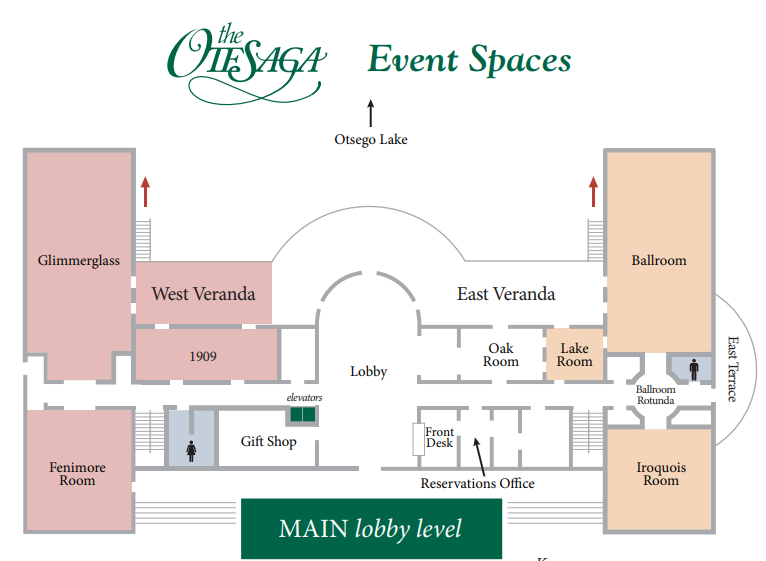 the
OTESAGA
Event Spaces
Otsego Lake
Glimmerglass
Ballroom
West Veranda
East Veranda
1909
Oak
Room
Lake
Room
Lobby
East Terrace
elevators
Ballroom
Rotunda
Gift Shop
Front
Desk
Fenimore
Room
Iroquois
Room
Reservations Office
MAIN lobby level